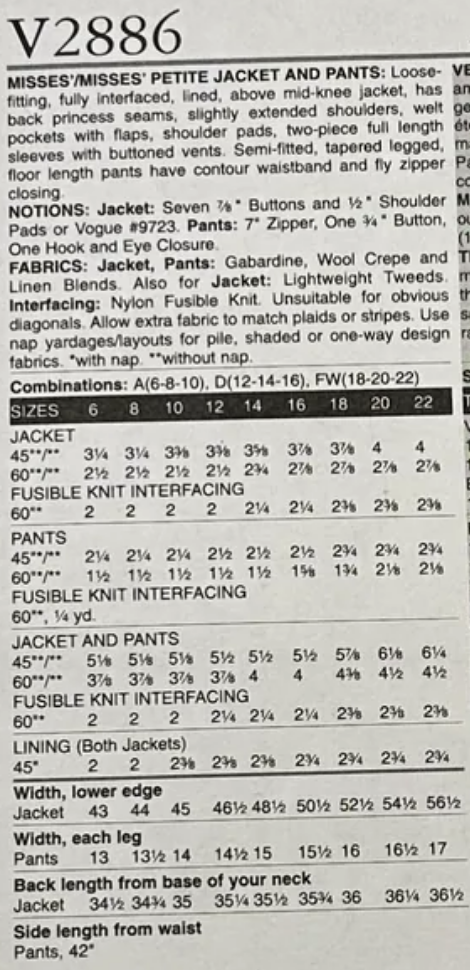 V2886
MISSES'/MISSES' PETITE JACKET AND PANTS: Loose-
fitting, fully interfaced, lined, above mid-knee jacket, has
back princess seams, slightly extended shoulders, welt
pockets with flaps, shoulder pads, two-piece full length
sleeves with buttoned vents. Semi-fitted, tapered legged,
floor length pants have contour waistband and fly zipper
closing.
NOTIONS: Jacket: Seven ⅞" Buttons and ½" Shoulder
Pads or Vogue #9723. Pants: 7" Zipper, One ¾" Button,
One Hook and Eye Closure.
FABRICS: Jacket, Pants: Gabardine, Wool Crepe and
Linen Blends. Also for Jacket: Lightweight Tweeds.
Interfacing: Nylon Fusible Knit. Unsuitable for obvious
diagonals. Allow extra fabric to match plaids or stripes. Use
nap yardages/layouts for pile, shaded or one-way design
fabrics. *with nap. **without nap.
Combinations: A(6-8-10), D(12-14-16), FW(18-20-22)
SIZES 6 8 10 12 14 16 18 20 22
JACKET
45"*/** 3¼ 3¼ 3⅜ 3⅜ 3⅝ 3⅞ 3⅞ 4 4
60"*/** 2½ 2½ 2½ 2½ 2¾ 2⅞ 2⅞ 2⅞ 2⅞
FUSIBLE KNIT INTERFACING
60"* 2 2 2 2 2¼ 2¼ 2⅜ 2⅜ 2⅜
PANTS
45"*/** 2¼ 2¼ 2¼ 2½ 2½ 2½ 2¾ 2¾ 2¾
60"*/** 1½ 1½ 1½ 1½ 1½ 1⅝ 1¾ 2⅛ 2⅛
FUSIBLE KNIT INTERFACING
60"*, ¼ yd.
JACKET AND PANTS
45"*/** 5⅛ 5⅛ 5⅛ 5½ 5½ 5½ 5⅞ 6⅛ 6¼
60"*/** 3⅞ 3⅞ 3⅞ 3⅞ 4 4 4⅜ 4½ 4½
FUSIBLE KNIT INTERFACING
60"* 2 2 2 2¼ 2¼ 2¼ 2⅜ 2⅜ 2⅜
LINING (Both Jackets)
45" 2 2 2⅜ 2⅜ 2⅜ 2¾ 2¾ 2¾ 2¾
Width, lower edge
Jacket 43 44 45 46½ 48½ 50½ 52½ 54½ 56½
Width, each leg
Pants 13 13½ 14 14½ 15 15½ 16 16½ 17
Back length from base of your neck
Jacket 34½ 34¾ 35 35¼ 35½ 35¾ 36 36¼ 36½
Side length from waist
Pants, 42"